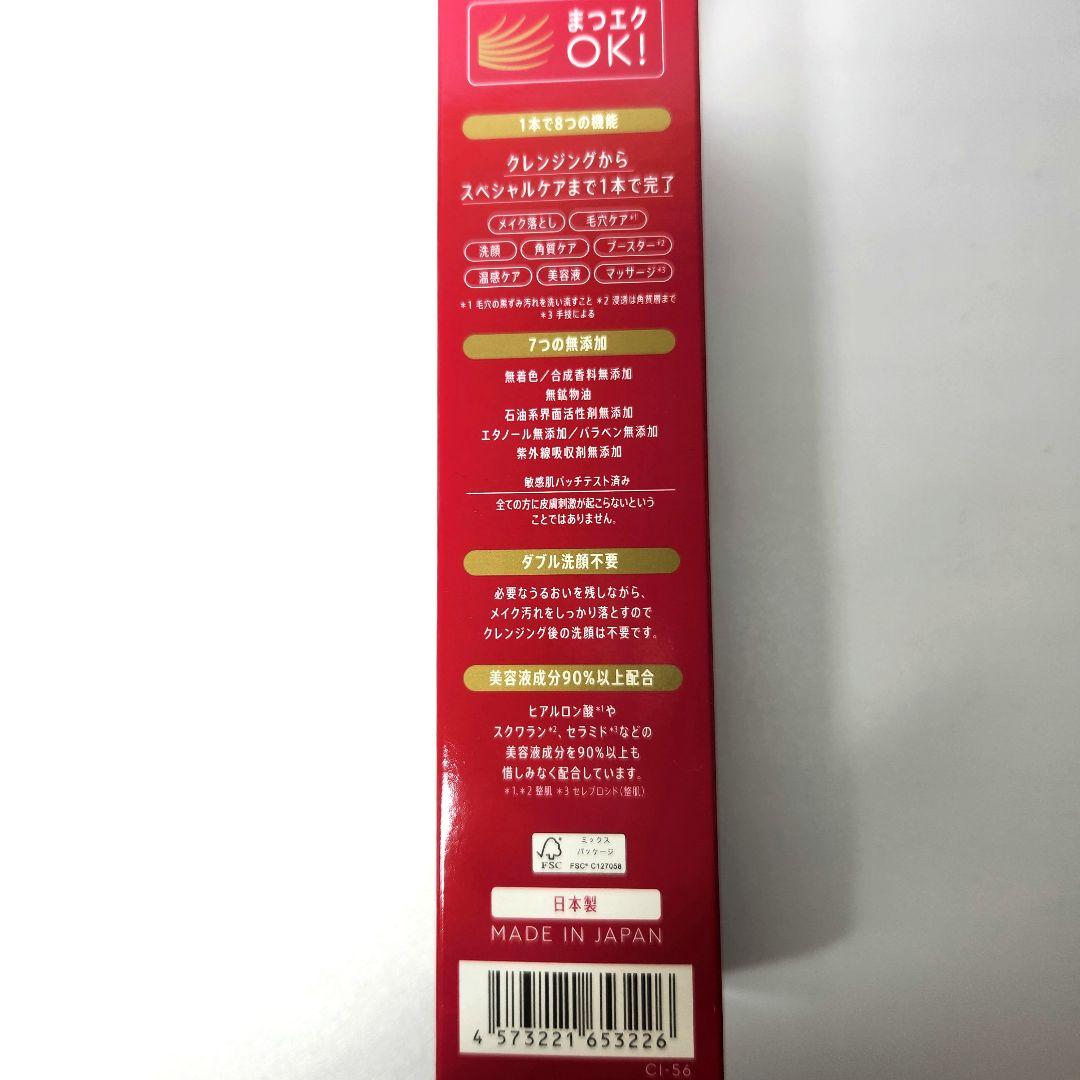 まつエク
OK!
1本で8つの機能
クレンジングから
スペシャルケアまで1本で完了
メイク落とし 毛穴ケア*1
洗顔 角質ケア ブースター*2
温感ケア 美容液 マッサージ*3
*1 毛穴の黒ずみ汚れを洗い流すこと *2 浸透は角質層まで
*3 手技による
7つの無添加
無着色/合成香料無添加
無鉱物油
石油系界面活性剤無添加
エタノール無添加/パラベン無添加
紫外線吸収剤無添加
敏感肌パッチテスト済み
全ての方に皮膚刺激が起こらないという
ことではありません。
ダブル洗顔不要
必要なうるおいを残しながら、
メイク汚れをしっかり落とすので
クレンジング後の洗顔は不要です。
美容液成分90%以上配合
ヒアルロン酸*1や
スクワラン*2、セラミド*3などの
美容液成分を90%以上も
惜しみなく配合しています。
*1、*2 整肌 *3 セレブロシド(整肌)
ミックス
パッケージ
FSC FSC® C127058
日本製
MADE IN JAPAN
4 573221 653226
CI-56